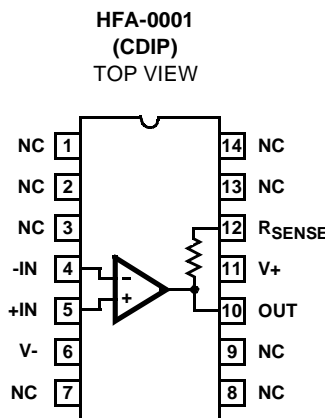 HFA-0001
(CDIP)
TOP VIEW
NC 1 14 NC
NC 2 13 NC
NC 3 12 RSENSE
-IN 4 - 11 V+
+IN 5 + 10 OUT
V- 6 9 NC
NC 7 8 NC